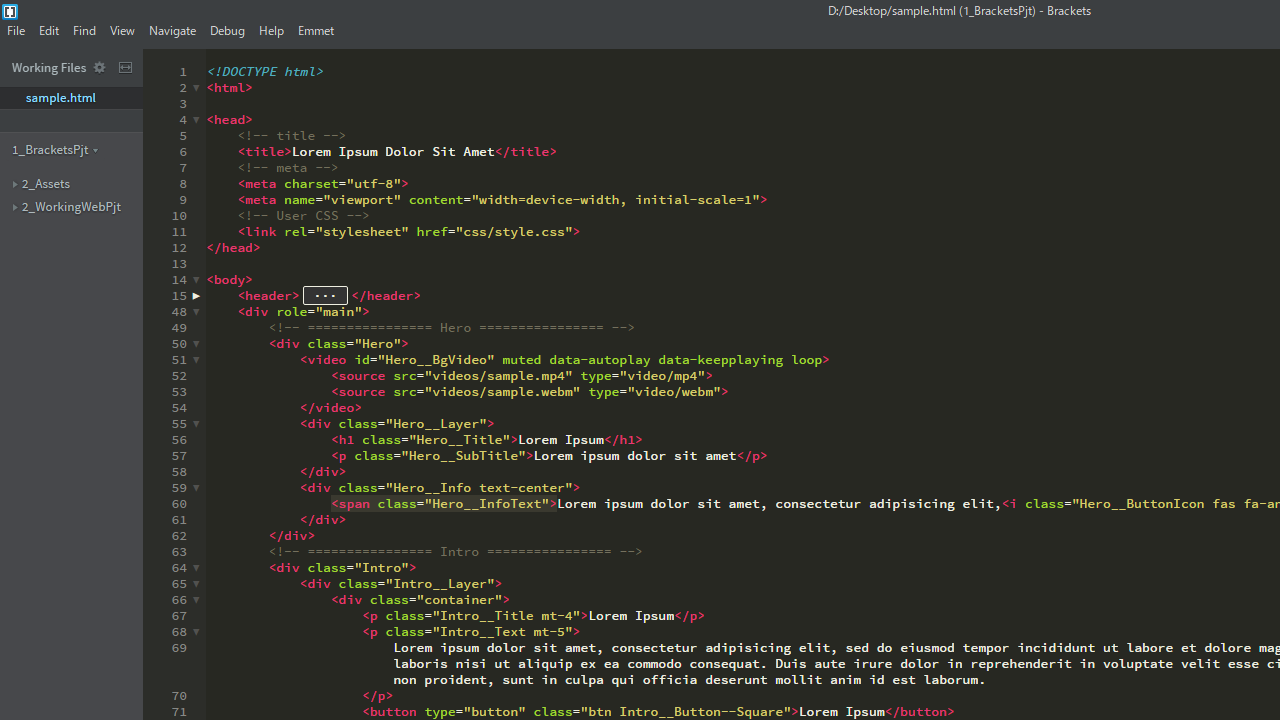 D:/Desktop/sample.html (1_BracketsPjt) - Brackets
File Edit Find View Navigate Debug Help Emmet
Working Files
sample.html
1_BracketsPjt
2_Assets
2_WorkingWebPjt
1 <!DOCTYPE html>
2 <html>
3
4 <head>
5 <!-- title -->
6 <title>Lorem Ipsum Dolor Sit Amet</title>
7 <!-- meta -->
8 <meta charset="utf-8">
9 <meta name="viewport" content="width=device-width, initial-scale=1">
10 <!-- User CSS -->
11 <link rel="stylesheet" href="css/style.css">
12 </head>
13
14 <body>
15 <header> ... </header>
48 <div role="main">
49 <!-- ================ Hero ================ -->
50 <div class="Hero">
51 <video id="Hero__BgVideo" muted data-autoplay data-keepplaying loop>
52 <source src="videos/sample.mp4" type="video/mp4">
53 <source src="videos/sample.webm" type="video/webm">
54 </video>
55 <div class="Hero__Layer">
56 <h1 class="Hero__Title">Lorem Ipsum</h1>
57 <p class="Hero__SubTitle">Lorem ipsum dolor sit amet</p>
58 </div>
59 <div class="Hero__Info text-center">
60 <span class="Hero__InfoText">Lorem ipsum dolor sit amet, consectetur adipisicing elit,<i class="Hero__ButtonIcon fas
61 </div>
62 </div>
63 <!-- ================ Intro ================ -->
64 <div class="Intro">
65 <div class="Intro__Layer">
66 <div class="container">
67 <p class="Intro__Title mt-4">Lorem Ipsum</p>
68 <p class="Intro__Text mt-5">
69 Lorem ipsum dolor sit amet, consectetur adipisicing elit, sed do eiusmod tempor incididunt ut labore et dolore
laboris nisi ut aliquip ex ea commodo consequat. Duis aute irure dolor in reprehenderit in voluptate velit esse
non proident, sunt in culpa qui officia deserunt mollit anim id est laborum.
70 </p>
71 <button type="button" class="btn Intro__Button--Square">Lorem Ipsum</button>